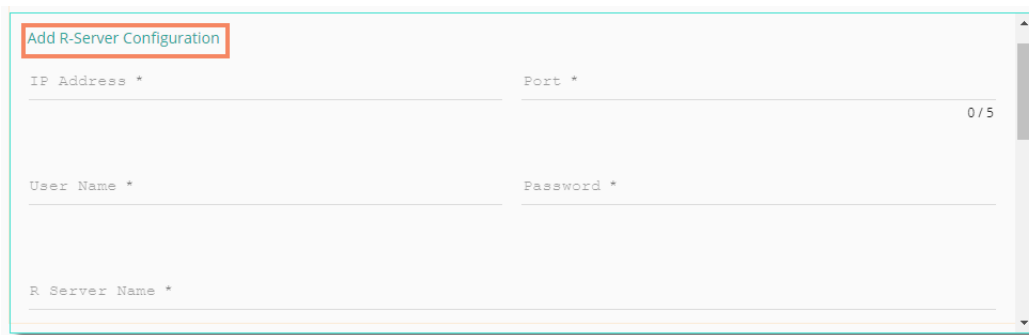 Add R-Server Configuration
IP Address *
Port *
0 / 5
User Name *
Password *
R Server Name *